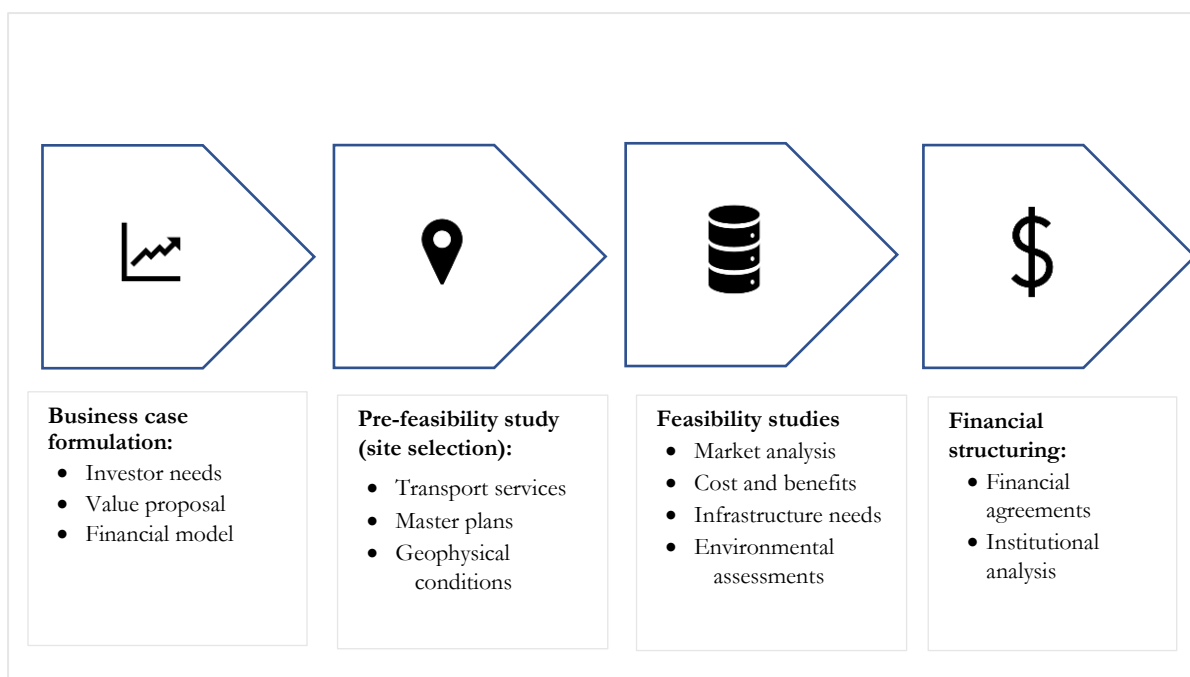 Business case
formulation:
• Investor needs
• Value proposal
• Financial model
Pre-feasibility study
(site selection):
• Transport services
• Master plans
• Geophysical
conditions
Feasibility studies
• Market analysis
• Cost and benefits
• Infrastructure needs
• Environmental
assessments
Financial
structuring:
• Financial
agreements
• Institutional
analysis